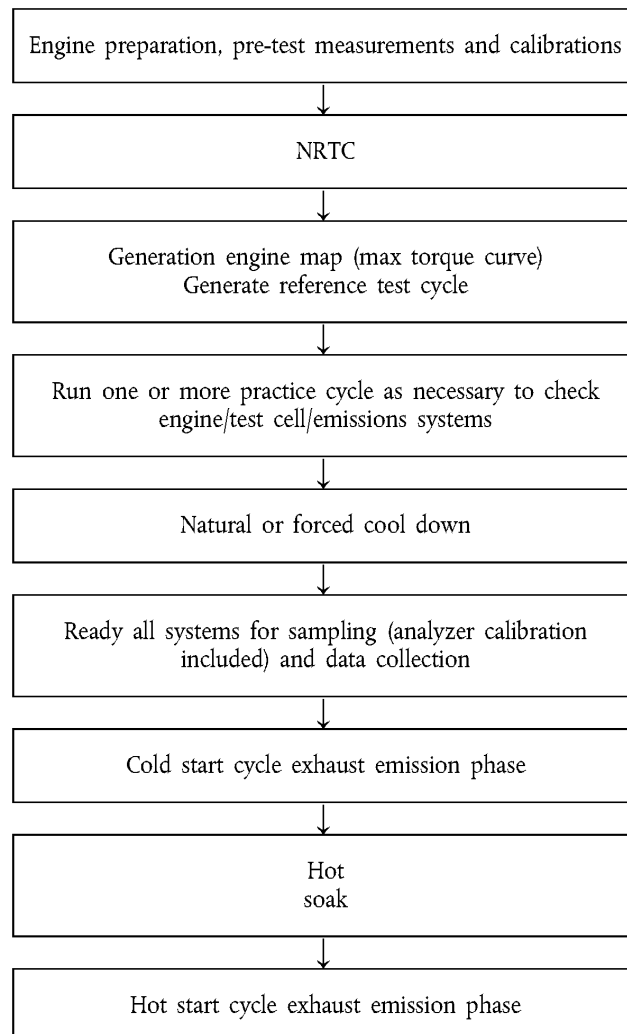 Engine preparation, pre-test measurements and calibrations
NRTC
Generation engine map (max torque curve)
Generate reference test cycle
Run one or more practice cycle as necessary to check
engine/test cell/emissions systems
Natural or forced cool down
Ready all systems for sampling (analyzer calibration
included) and data collection
Cold start cycle exhaust emission phase
Hot
soak
Hot start cycle exhaust emission phase